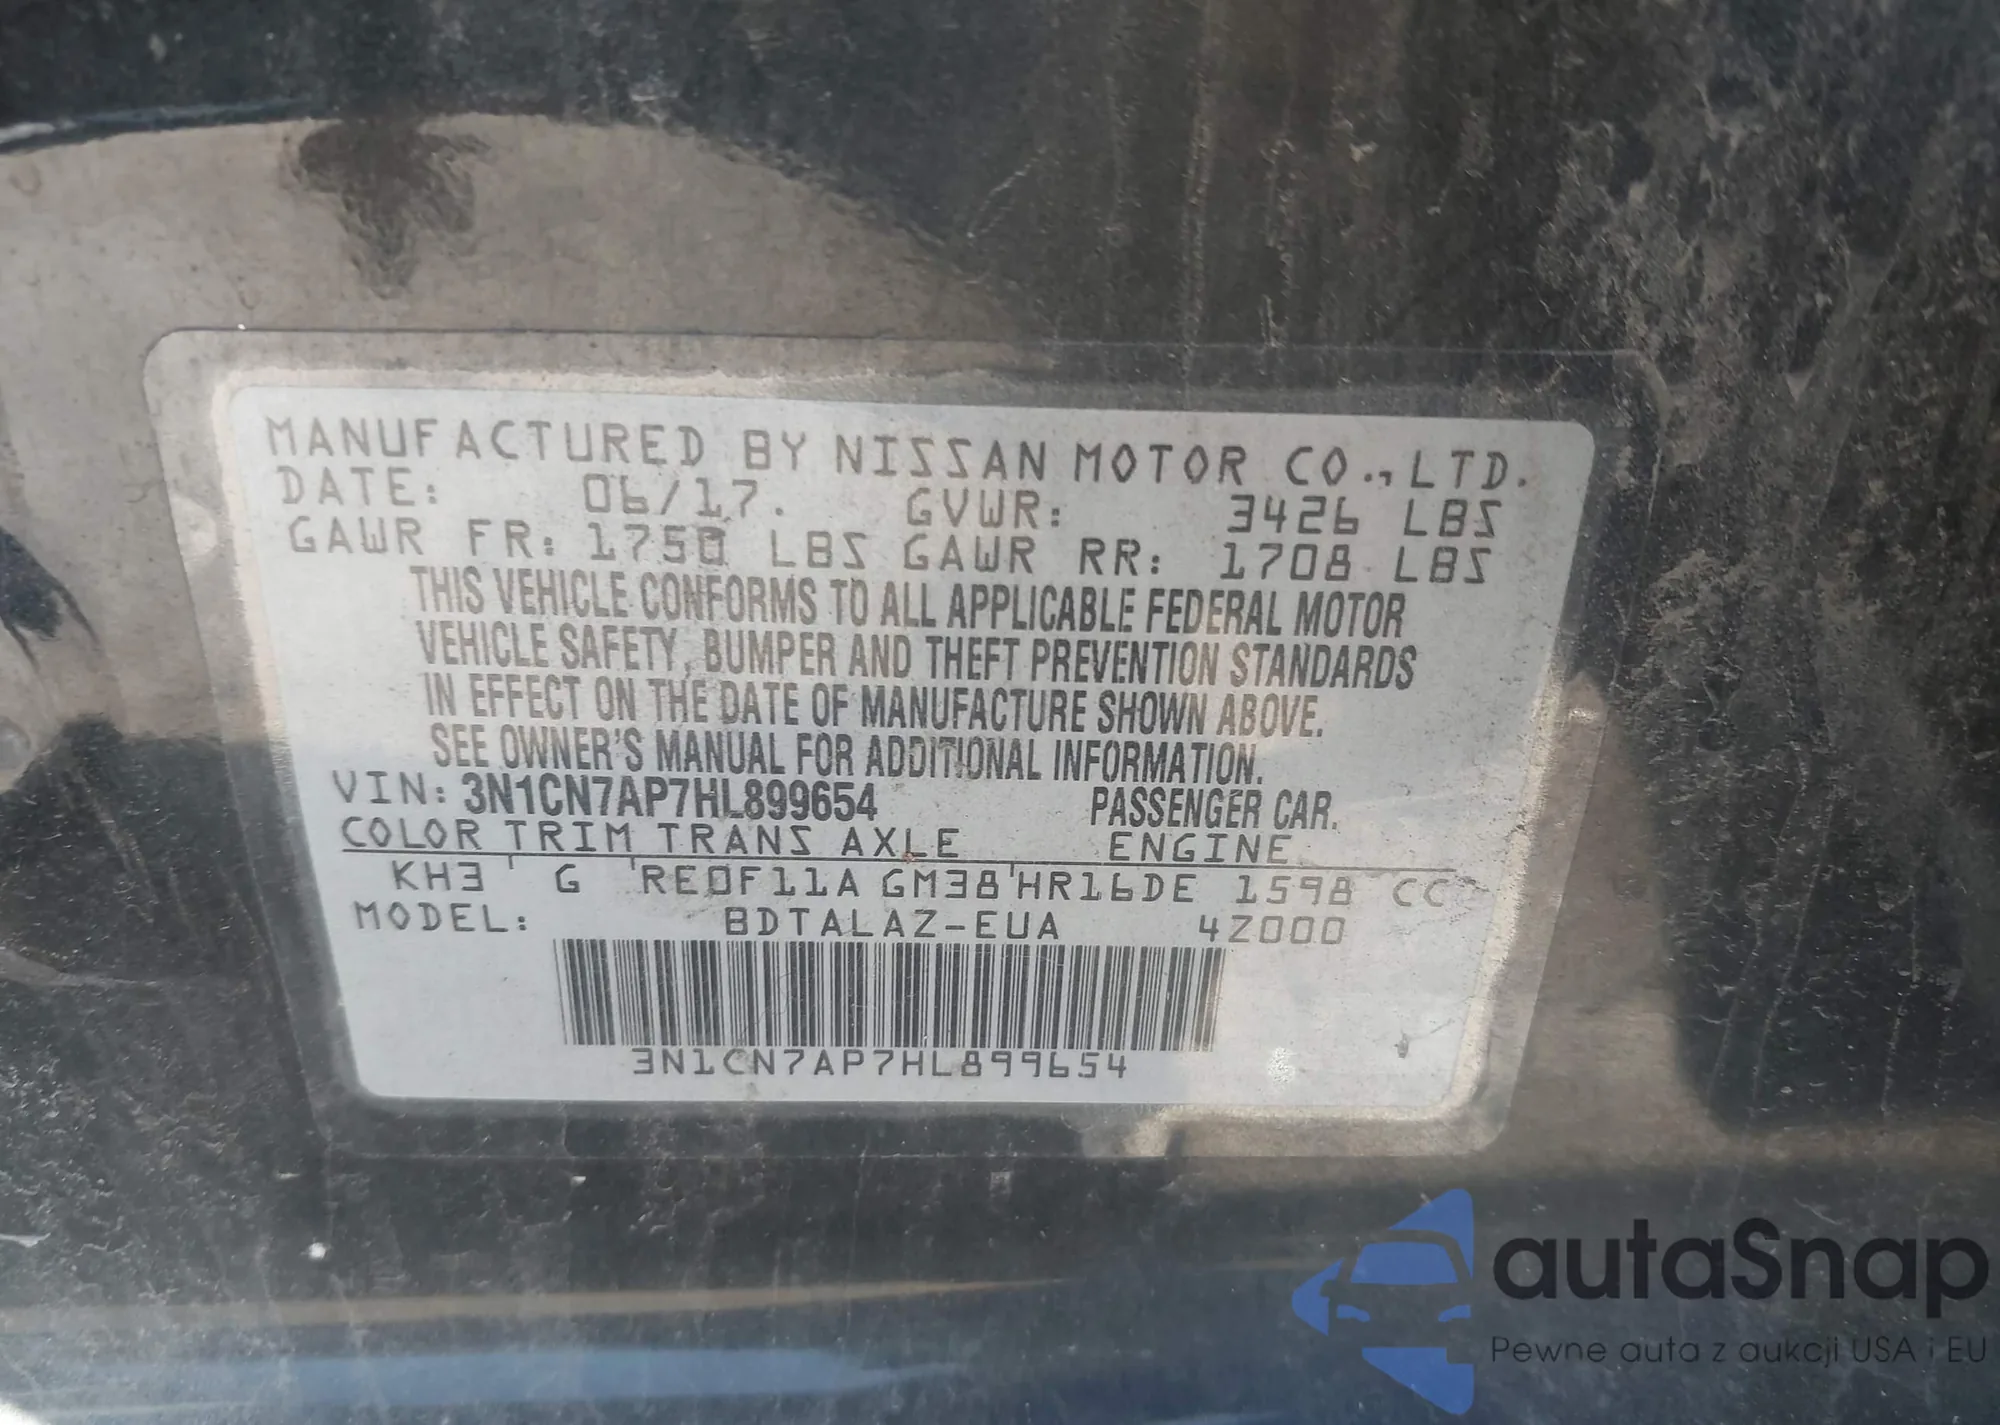 MANUFACTURED BY NISSAN MOTOR CO.,LTD.
DATE: 06/17. GVWR: 3426 LBS
GAWR FR: 1750 LBS GAWR RR: 1708 LBS
THIS VEHICLE CONFORMS TO ALL APPLICABLE FEDERAL MOTOR
VEHICLE SAFETY, BUMPER AND THEFT PREVENTION STANDARDS
IN EFFECT ON THE DATE OF MANUFACTURE SHOWN ABOVE.
SEE OWNER'S MANUAL FOR ADDITIONAL INFORMATION.
VIN: 3N1CN7AP7HL899654 PASSENGER CAR.
COLOR TRIM TRANS AXLE ENGINE
KH3 G RE0F11A GM38 HR16DE 1598 CC
MODEL: BDTALAZ-EUA 4Z000
3N1CN7AP7HL899654
autaSnap
Pewne auta z aukcji USA i EU